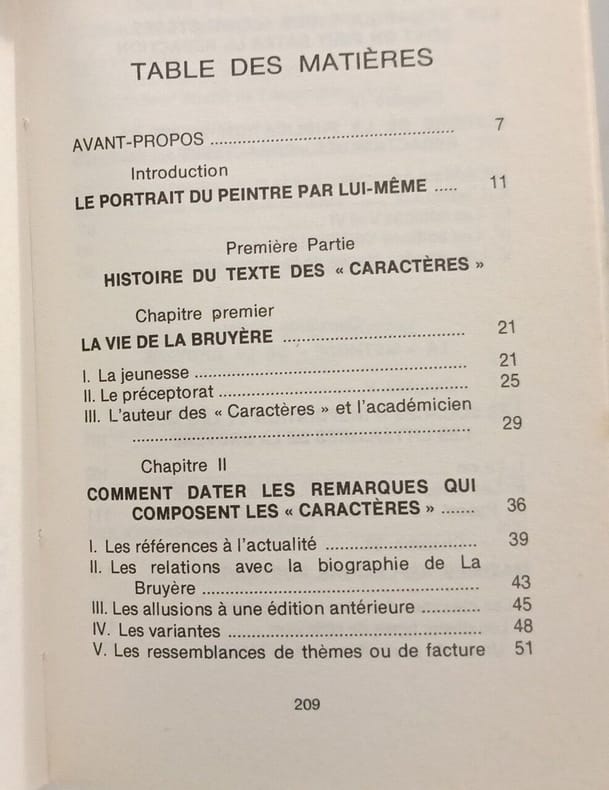 TABLE DES MATIÈRES
AVANT-PROPOS ........................................ 7
Introduction
LE PORTRAIT DU PEINTRE PAR LUI-MÊME ..... 11
Première Partie
HISTOIRE DU TEXTE DES « CARACTÈRES »
Chapitre premier
LA VIE DE LA BRUYÈRE ................................ 21
I. La jeunesse ................................................ 21
II. Le préceptorat ............................................ 25
III. L'auteur des « Caractères » et l'académicien
........................................................ 29
Chapitre II
COMMENT DATER LES REMARQUES QUI
COMPOSENT LES « CARACTÈRES » ....... 36
I. Les références à l'actualité ........................... 39
II. Les relations avec la biographie de La
Bruyère .............................................. 43
III. Les allusions à une édition antérieure ............ 45
IV. Les variantes .......................................... 48
V. Les ressemblances de thèmes ou de facture 51
209